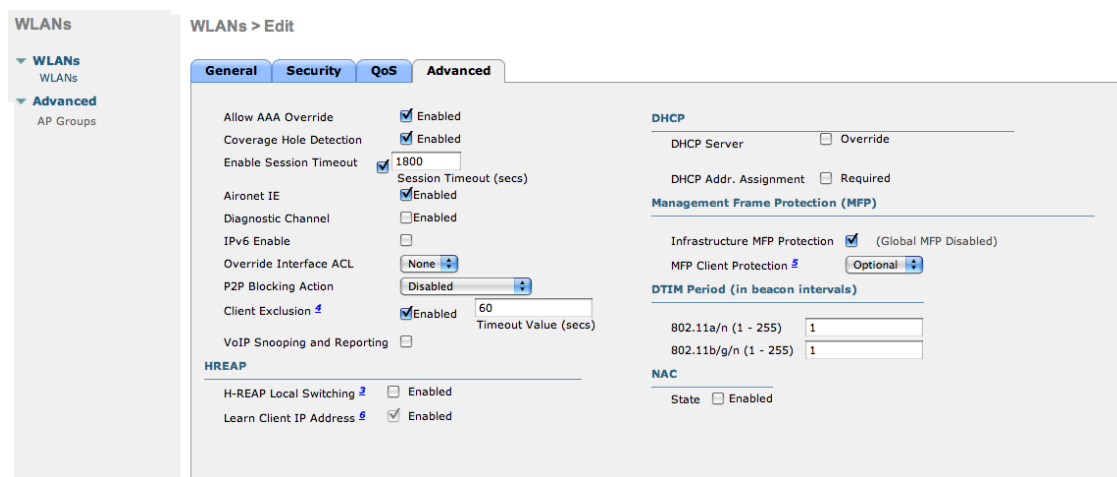 WLANs
WLANs
WLANs
Advanced
AP Groups
WLANs > Edit
General Security QoS Advanced
Allow AAA Override Enabled
Coverage Hole Detection Enabled
Enable Session Timeout 1800
Session Timeout (secs)
Aironet IE Enabled
Diagnostic Channel Enabled
IPv6 Enable
Override Interface ACL None
P2P Blocking Action Disabled
Client Exclusion 4 Enabled 60
Timeout Value (secs)
VoIP Snooping and Reporting
HREAP
H-REAP Local Switching 3 Enabled
Learn Client IP Address 6 Enabled
DHCP
DHCP Server Override
DHCP Addr. Assignment Required
Management Frame Protection (MFP)
Infrastructure MFP Protection (Global MFP Disabled)
MFP Client Protection 5 Optional
DTIM Period (in beacon intervals)
802.11a/n (1 - 255) 1
802.11b/g/n (1 - 255) 1
NAC
State Enabled